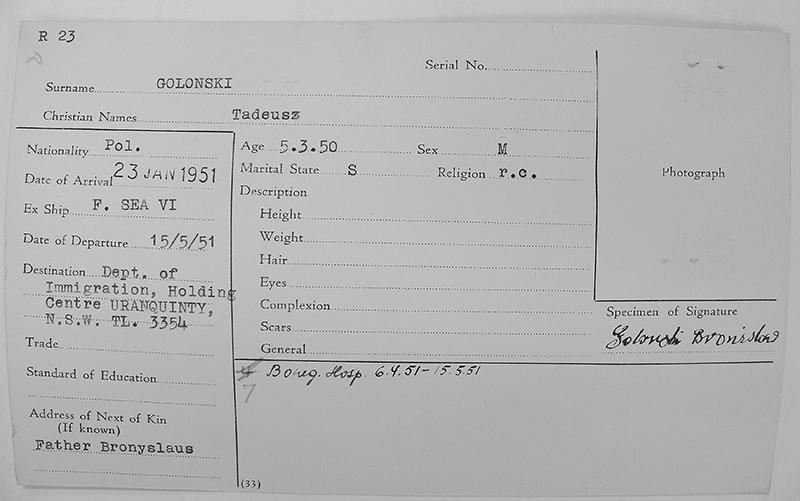 R 23
Serial No.
Surname GOLONSKI
Christian Names Tadeusz
Nationality Pol.
Date of Arrival 23 JAN 1951
Ex Ship F. SEA VI
Date of Departure 15/5/51
Destination Dept. of
Immigration, Holding
Centre URANQUINTY,
N.S.W. TL. 3354
Trade
Standard of Education
Address of Next of Kin
(If known)
Father Bronyslaus
Age 5.3.50 Sex M
Marital State S Religion r.c.
Description
Height
Weight
Hair
Eyes
Complexion
Scars
General
Photograph
Specimen of Signature
Golonski Bronisław
Boneg. Hosp. 6.4.51-15.5.51
7
(33)